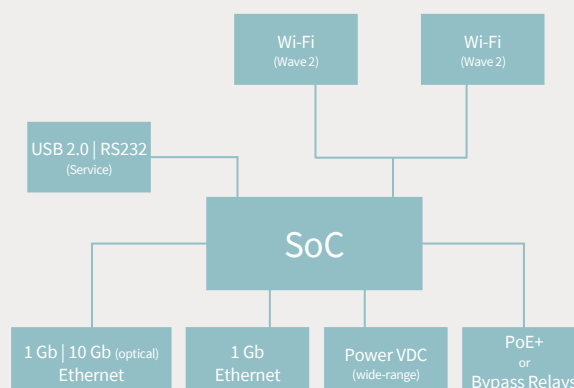 Wi-Fi
(Wave 2)
Wi-Fi
(Wave 2)
USB 2.0 | RS232
(Service)
SoC
1 Gb | 10 Gb (optical)
Ethernet
1 Gb
Ethernet
Power VDC
(wide-range)
PoE+
or
Bypass Relays